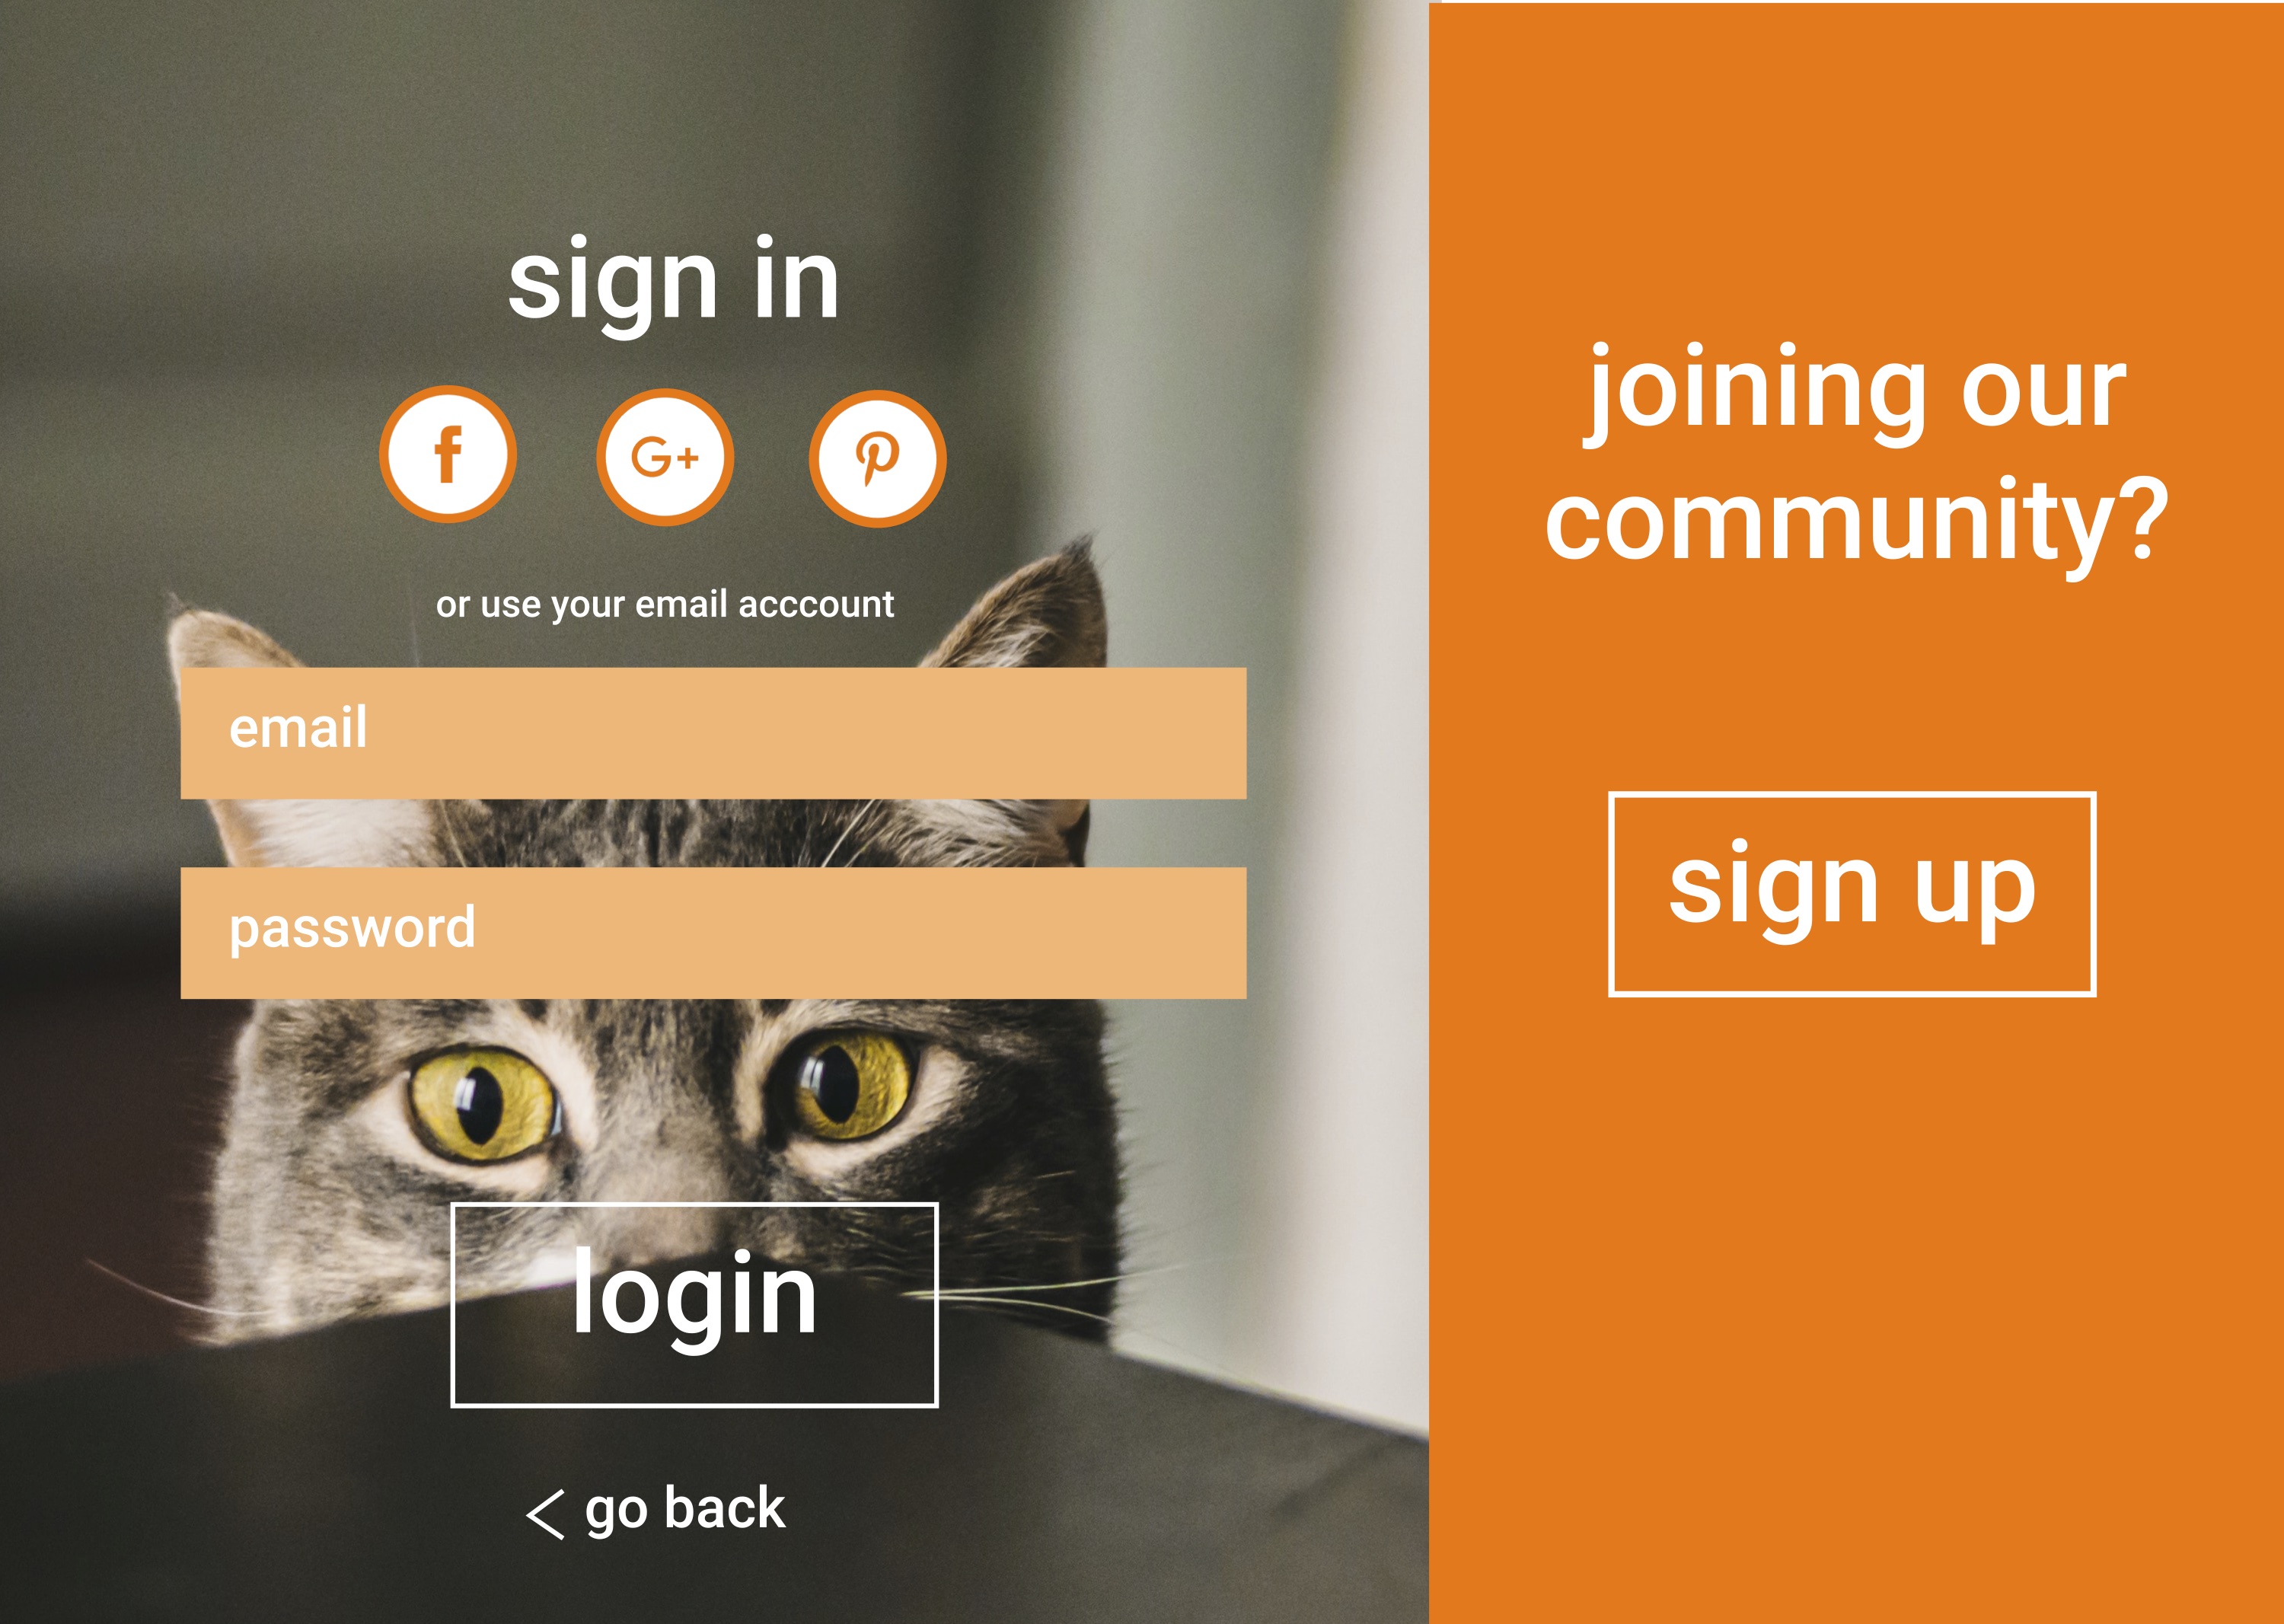 sign in
f G+ P
or use your email acccount
email
password
login
< go back
joining our
community?
sign up